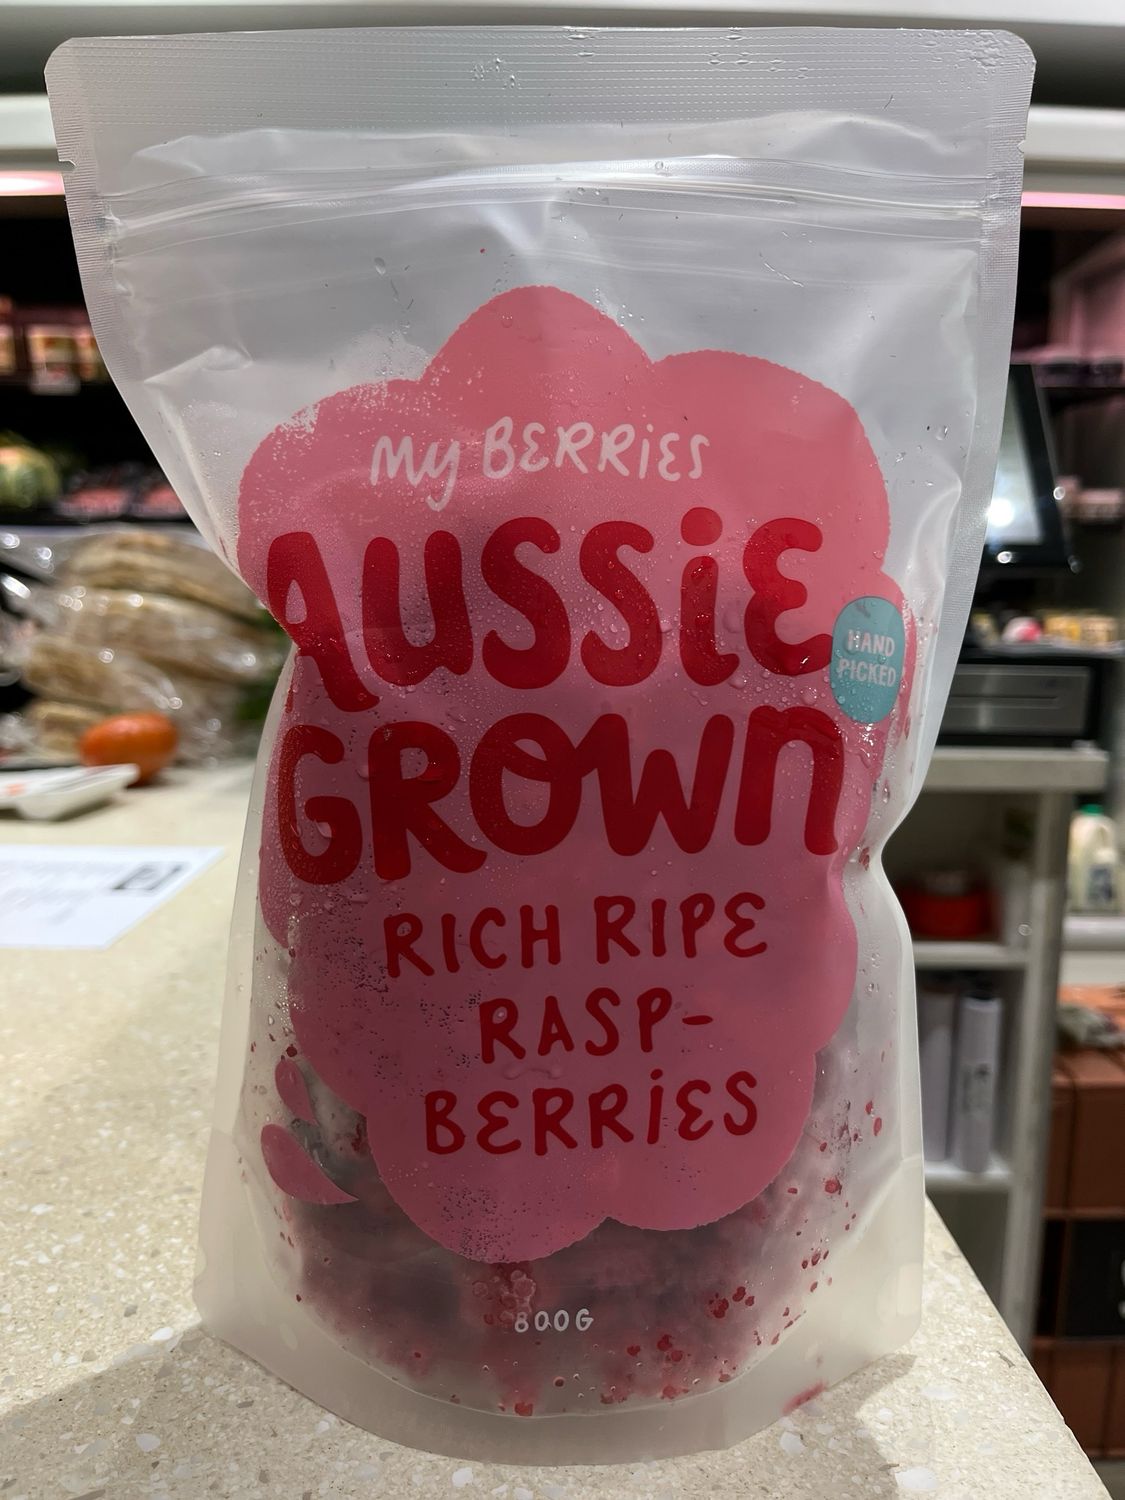 My BERRiES
AUSSiE
GROWN
HAND
PICKED
RICH RIPE
RASP-
BERRiES
800G